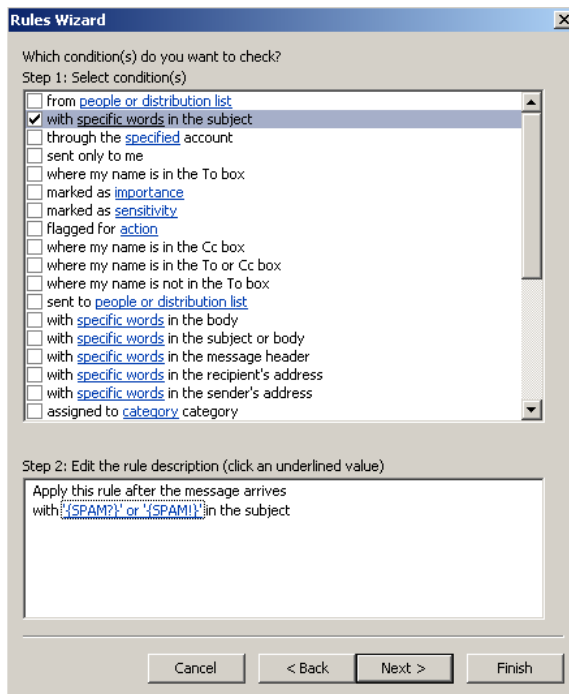 Rules Wizard
Which condition(s) do you want to check?
Step 1: Select condition(s)
from people or distribution list
with specific words in the subject
through the specified account
sent only to me
where my name is in the To box
marked as importance
marked as sensitivity
flagged for action
where my name is in the Cc box
where my name is in the To or Cc box
where my name is not in the To box
sent to people or distribution list
with specific words in the body
with specific words in the subject or body
with specific words in the message header
with specific words in the recipient's address
with specific words in the sender's address
assigned to category category
Step 2: Edit the rule description (click an underlined value)
Apply this rule after the message arrives
with '{SPAM?}' or '{SPAM!}' in the subject
Cancel < Back Next > Finish